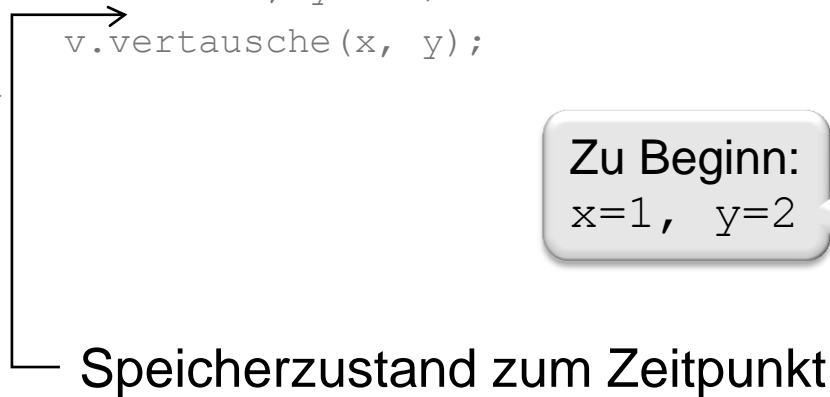 v.vertausche(x, y);
Zu Beginn:
x=1, y=2
Speicherzustand zum Zeitpunkt